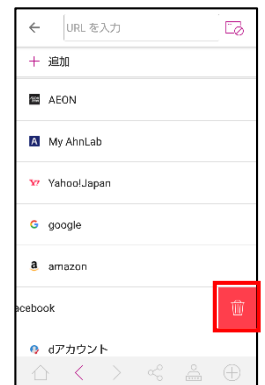 URL を入力
+ 追加
AEON
My AhnLab
Yahoo!Japan
google
amazon
acebook
dアカウント